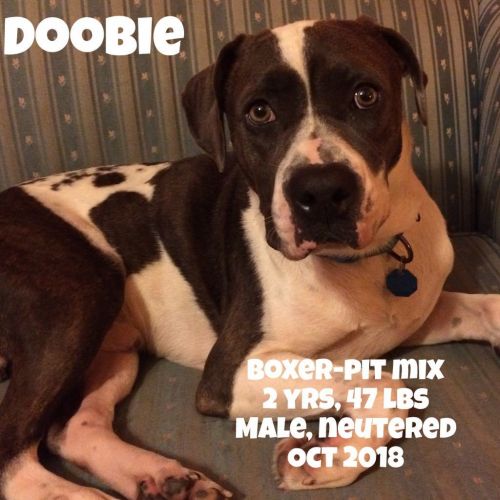 DOOBIE
BOXER-PIT MIX
2 YRS, 47 LBS
MALE, NEUTERED
OCT 2018